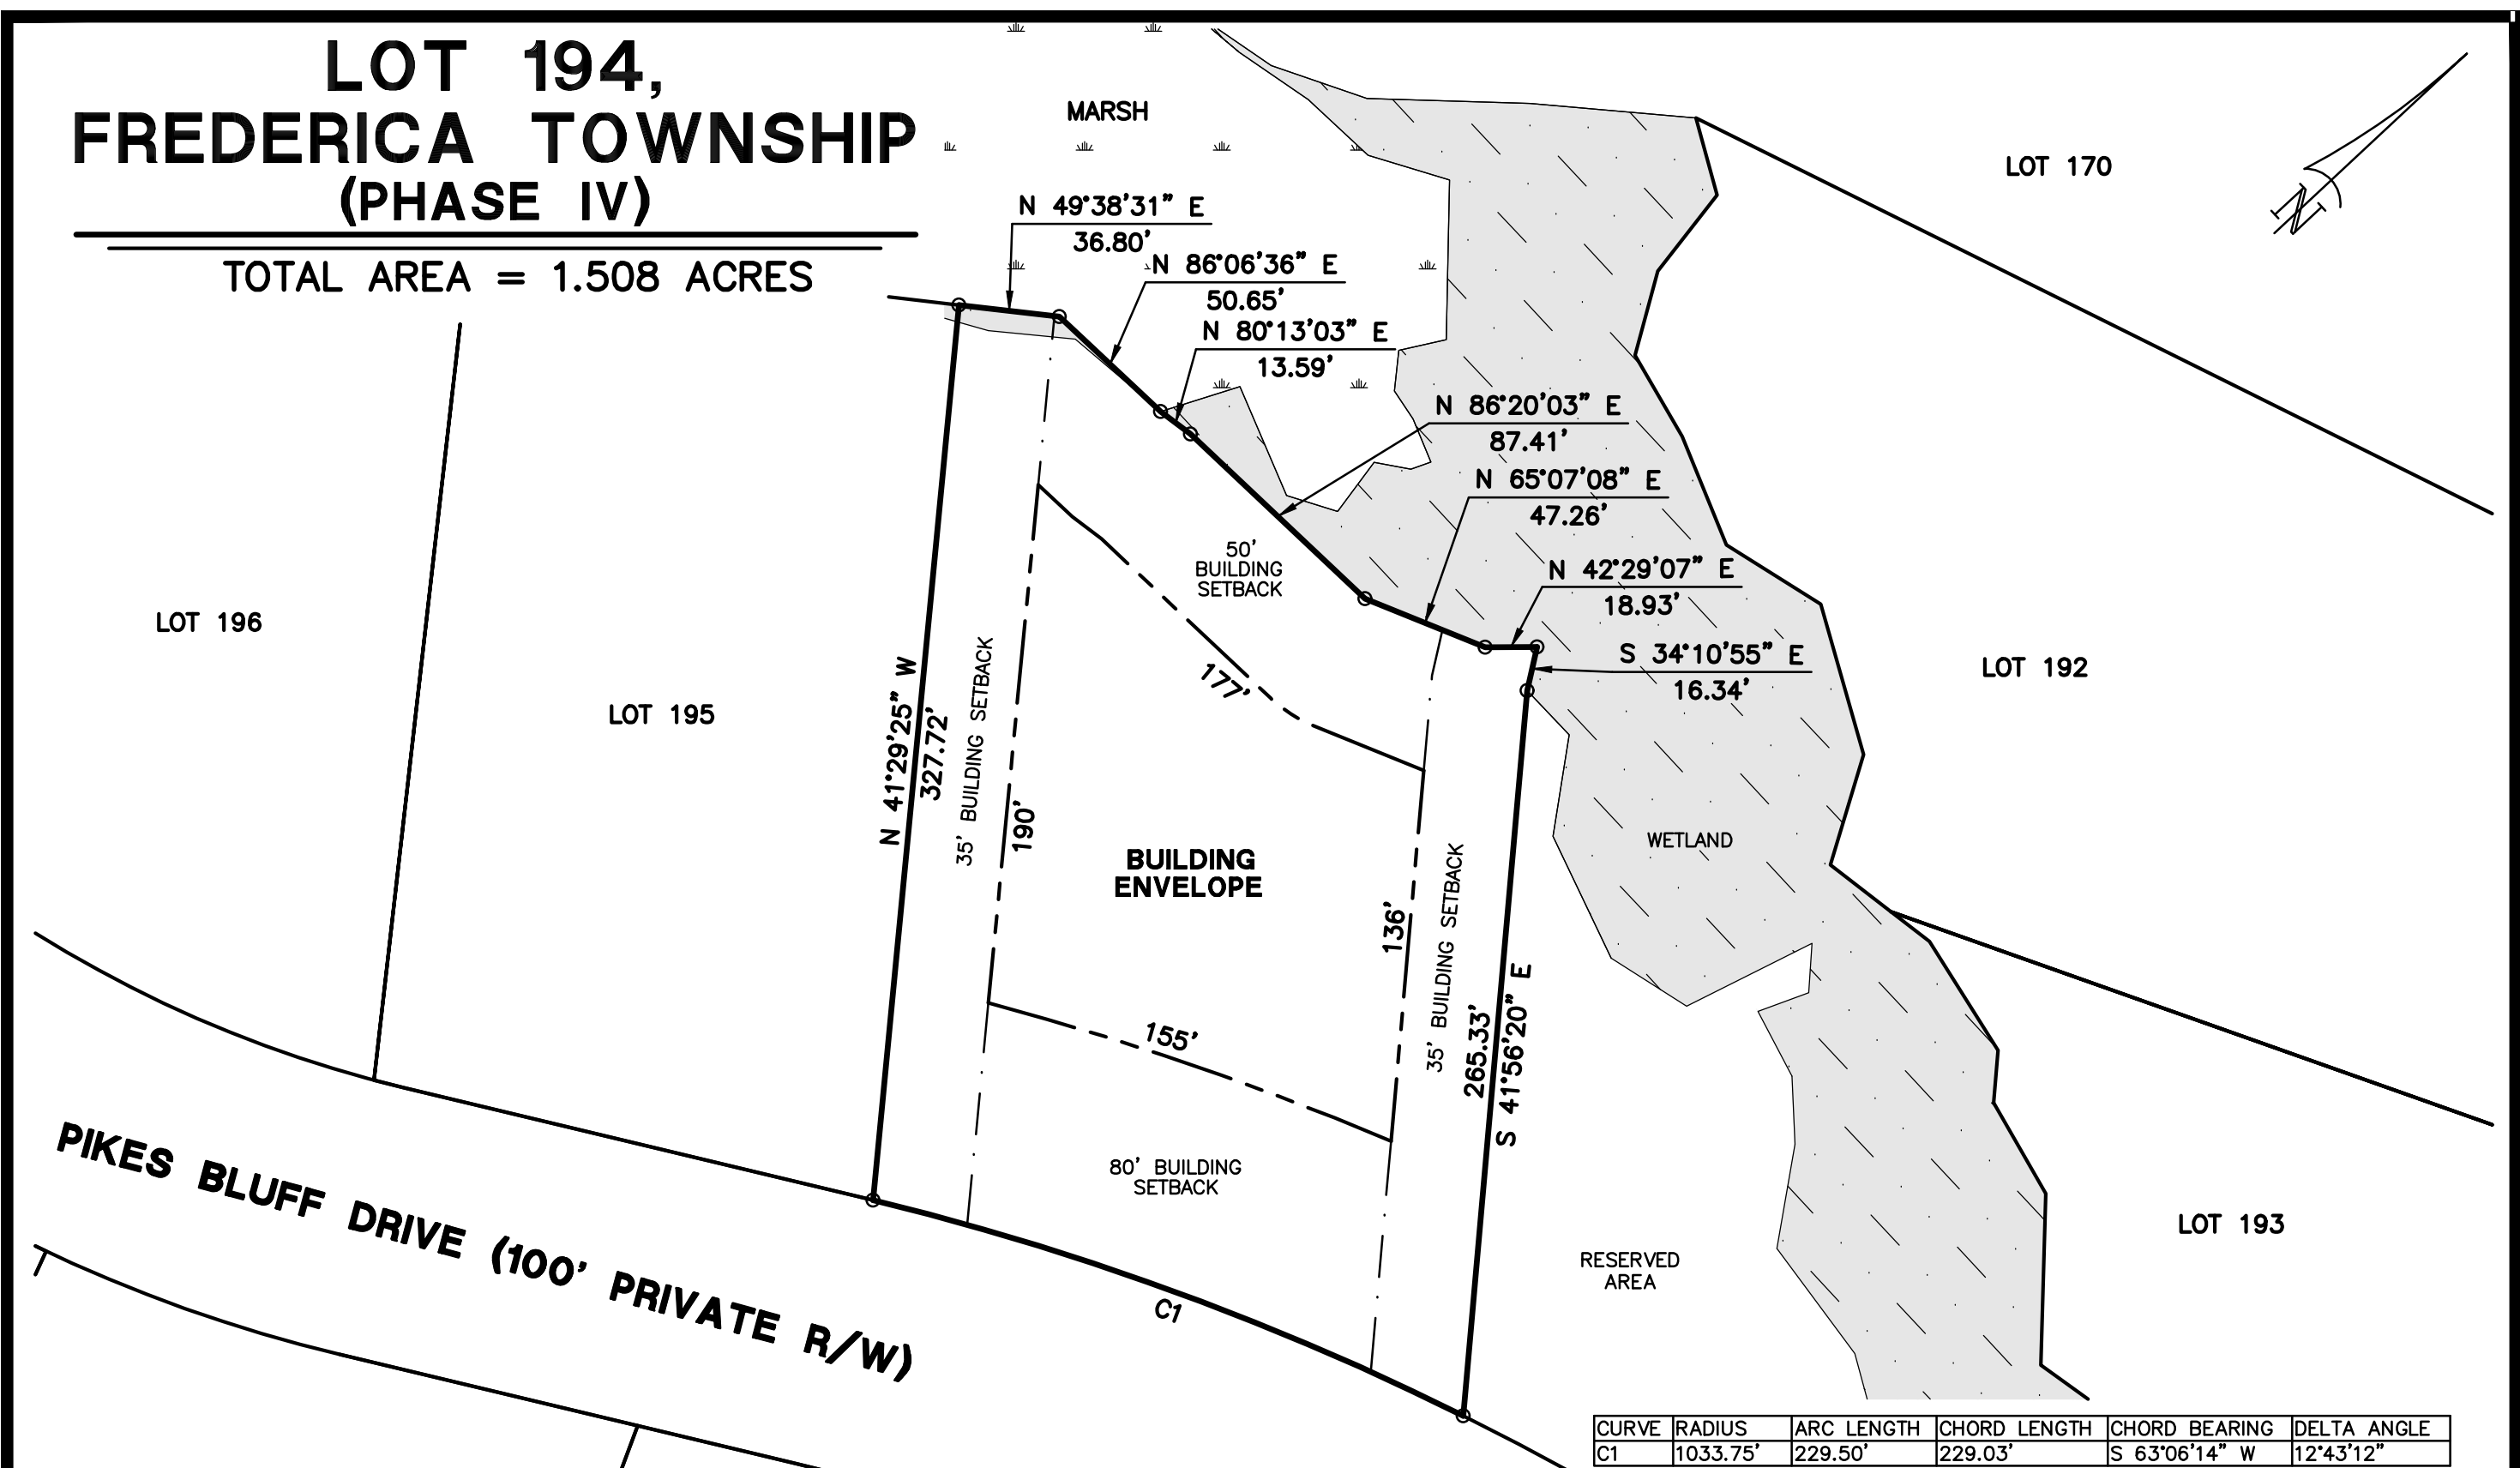 LOT 194,
FREDERICA TOWNSHIP
(PHASE IV)
TOTAL AREA = 1.508 ACRES
MARSH
LOT 170
N
N 49°38'31" E
36.80'
N 86°06'36" E
50.65'
N 80°13'03" E
13.59'
N 86°20'03" E
87.41'
N 65°07'08" E
47.26'
N 42°29'07" E
18.93'
S 34°10'55" E
16.34'
50'
BUILDING
SETBACK
LOT 196
LOT 195
LOT 192
N 41°29'25" W
327.72'
35' BUILDING SETBACK
190'
177'
BUILDING
ENVELOPE
136'
35' BUILDING SETBACK
265.33'
S 41°56'20" E
WETLAND
155'
80' BUILDING
SETBACK
LOT 193
RESERVED
AREA
PIKES BLUFF DRIVE (100' PRIVATE R/W)
C1
CURVE RADIUS ARC LENGTH CHORD LENGTH CHORD BEARING DELTA ANGLE
C1 1033.75' 229.50' 229.03' S 63°06'14" W 12°43'12"